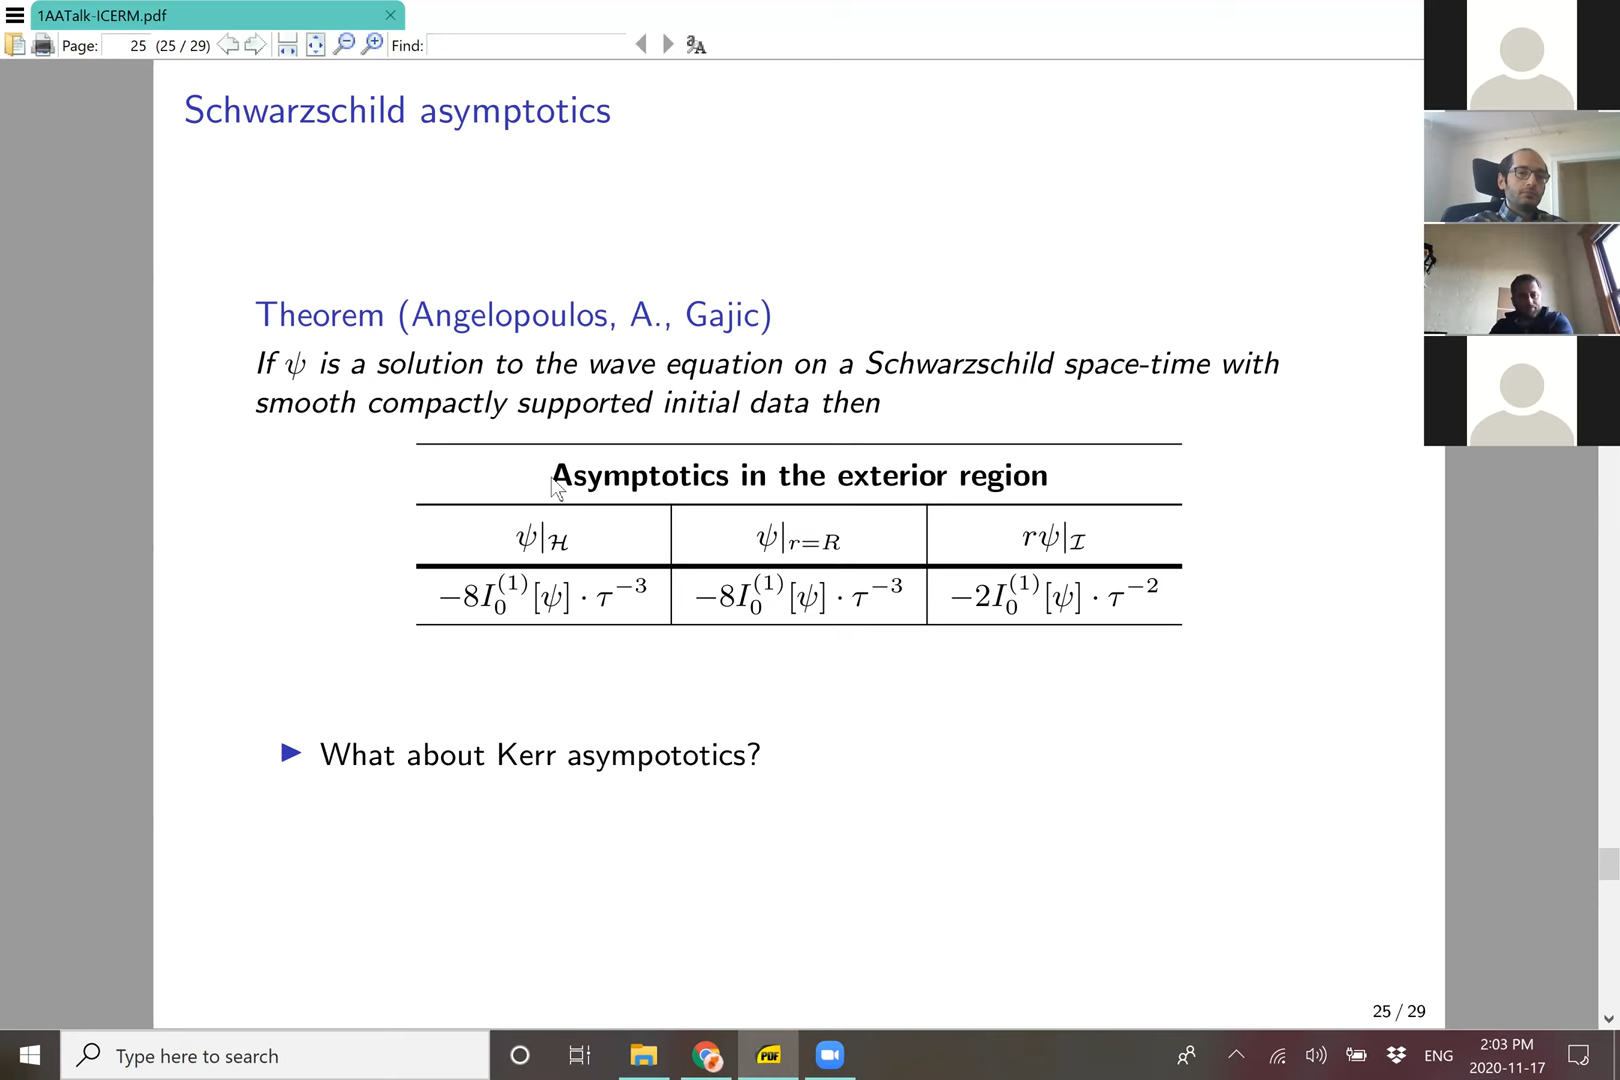 1AATalk-ICERM.pdf
Page: 25 (25 / 29) Find:
Schwarzschild asymptotics
Theorem (Angelopoulos, A., Gajic)
If ψ is a solution to the wave equation on a Schwarzschild space-time with
smooth compactly supported initial data then
Asymptotics in the exterior region
ψ|_H ψ|_{r=R} rψ|_I
−8I_0^{(1)}[ψ] · τ^{−3} −8I_0^{(1)}[ψ] · τ^{−3} −2I_0^{(1)}[ψ] · τ^{−2}
What about Kerr asympototics?
25 / 29
Type here to search
PDF
ENG
2:03 PM
2020-11-17